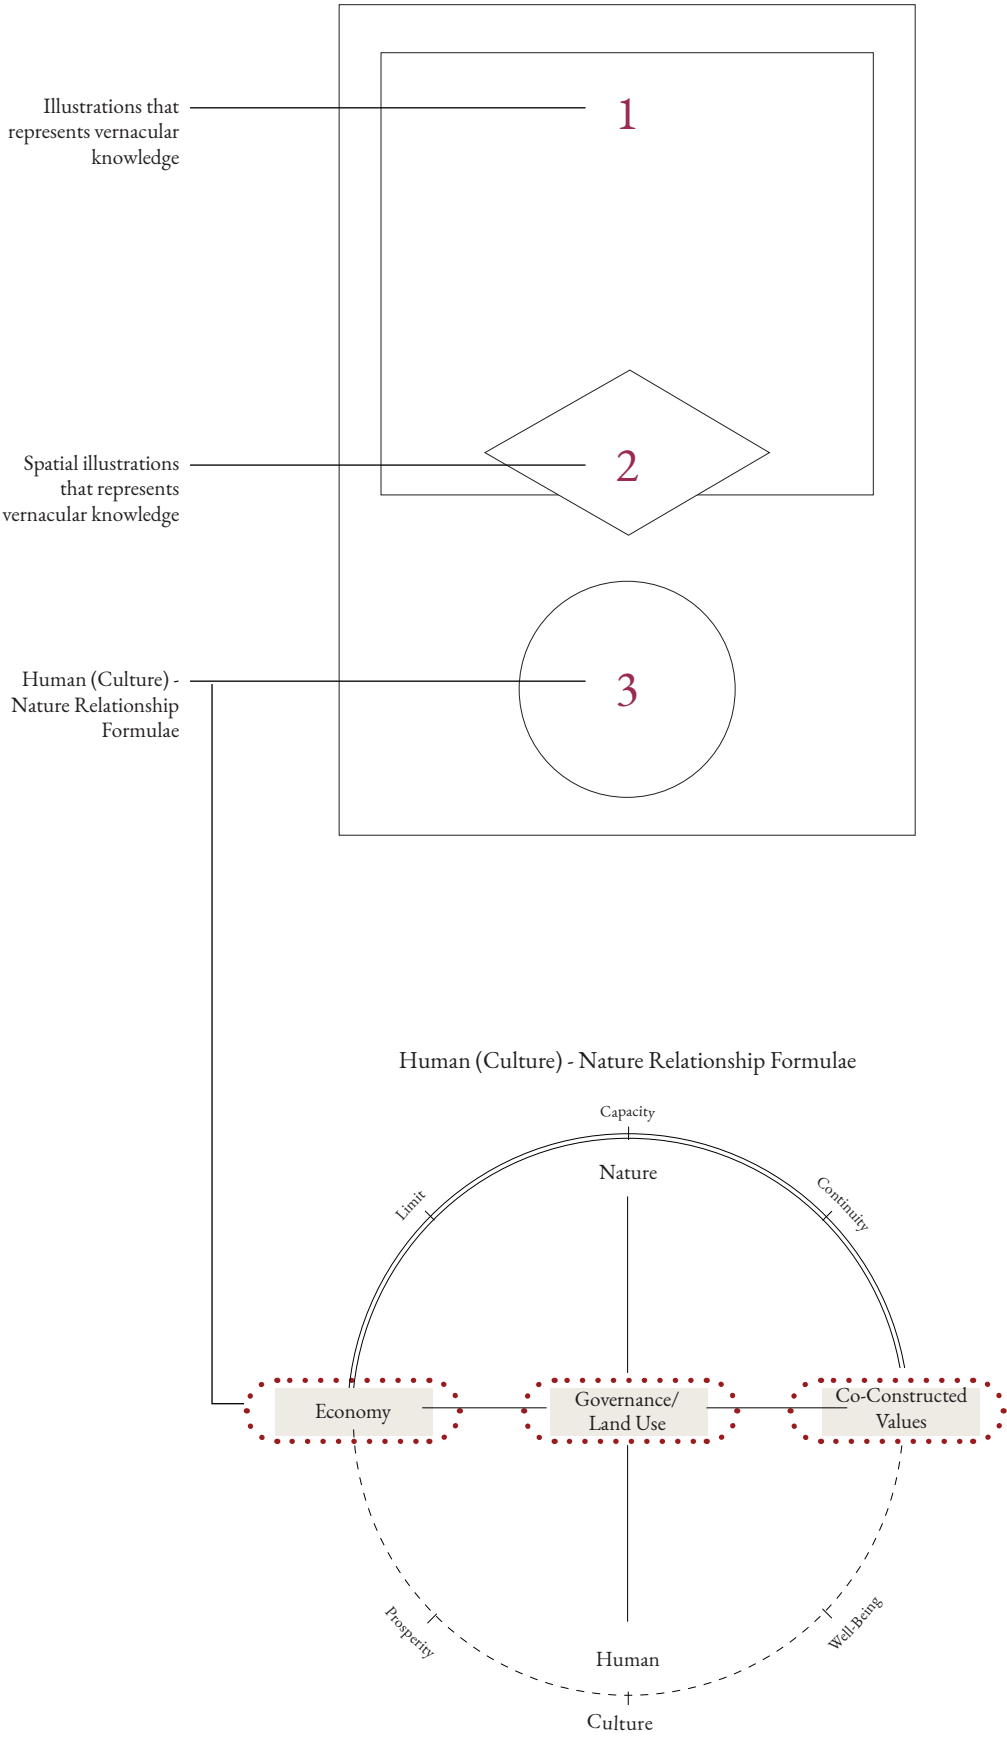 Illustrations that
represents vernacular
knowledge
1
Spatial illustrations
that represents
vernacular knowledge
2
Human (Culture) -
Nature Relationship
Formulae
3
Human (Culture) - Nature Relationship Formulae
Capacity
Nature
Limit
Continuity
Economy
Governance/
Land Use
Co-Constructed
Values
Prosperity
Well-Being
Human
Culture